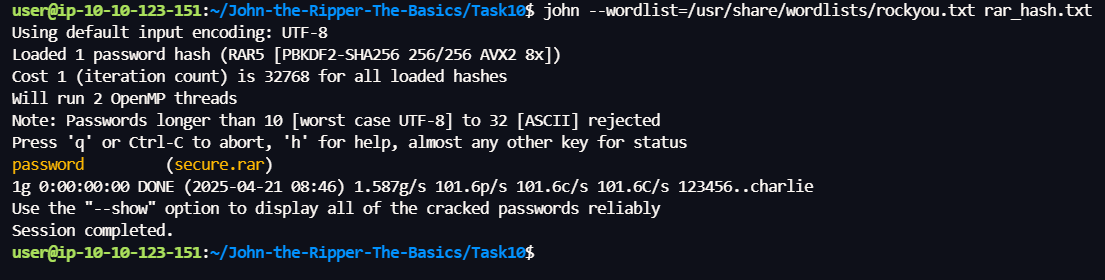 user@ip-10-10-123-151:~/John-the-Ripper-The-Basics/Task10$ john --wordlist=/usr/share/wordlists/rockyou.txt rar_hash.txt
Using default input encoding: UTF-8
Loaded 1 password hash (RAR5 [PBKDF2-SHA256 256/256 AVX2 8x])
Cost 1 (iteration count) is 32768 for all loaded hashes
Will run 2 OpenMP threads
Note: Passwords longer than 10 [worst case UTF-8] to 32 [ASCII] rejected
Press 'q' or Ctrl-C to abort, 'h' for help, almost any other key for status
password         (secure.rar)
1g 0:00:00:00 DONE (2025-04-21 08:46) 1.587g/s 101.6p/s 101.6c/s 101.6C/s 123456..charlie
Use the "--show" option to display all of the cracked passwords reliably
Session completed.
user@ip-10-10-123-151:~/John-the-Ripper-The-Basics/Task10$